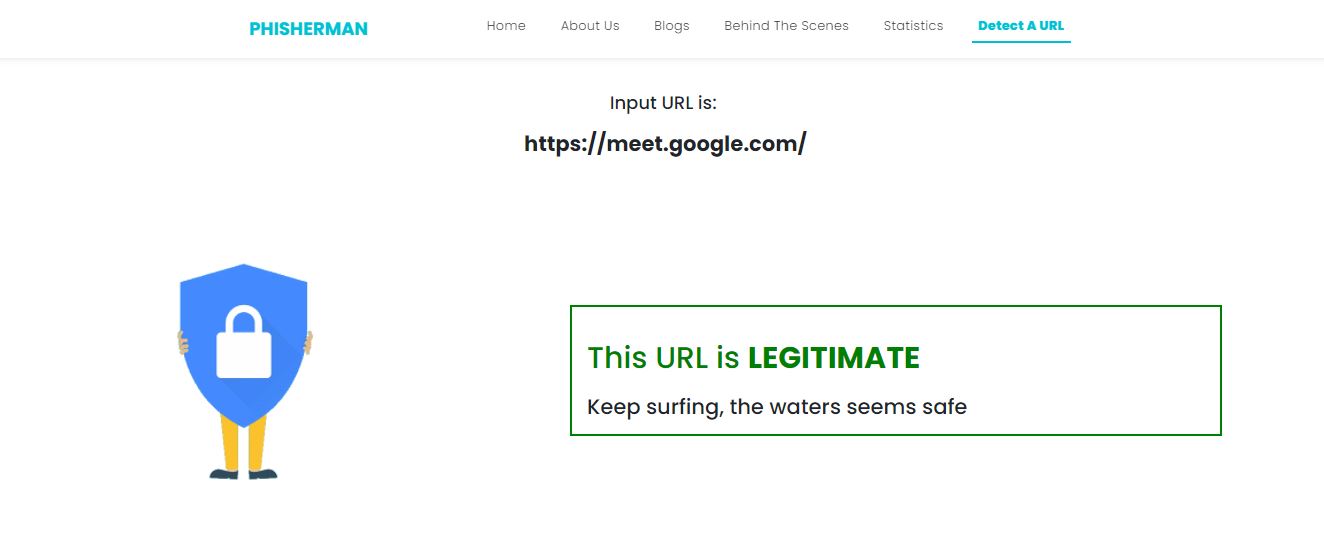 PHISHERMAN Home About Us Blogs Behind The Scenes Statistics Detect A URL
Input URL is:
https://meet.google.com/
This URL is LEGITIMATE
Keep surfing, the waters seems safe